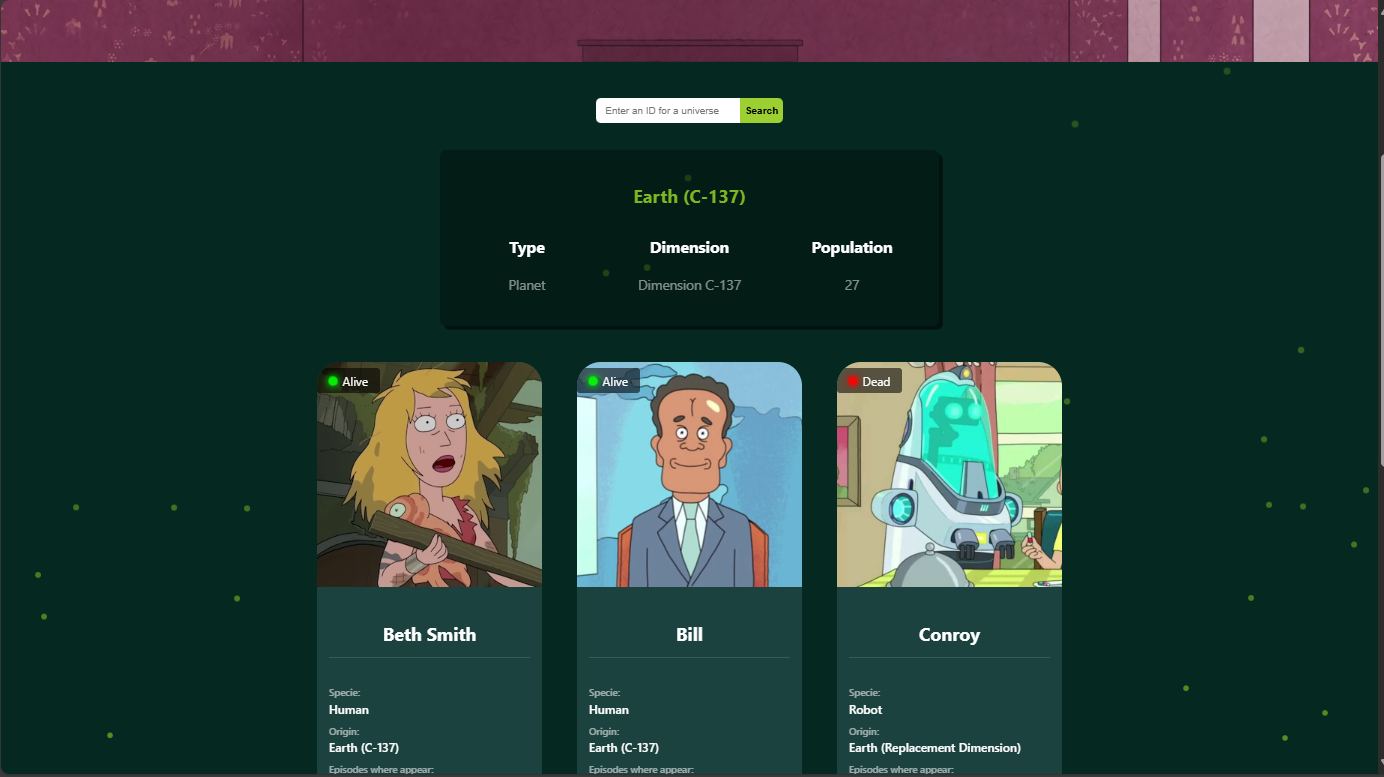 Enter an ID for a universe Search
Earth (C-137)
Type Dimension Population
Planet Dimension C-137 27
Alive Alive Dead
Beth Smith Bill Conroy
Specie: Specie: Specie:
Human Human Robot
Origin: Origin: Origin:
Earth (C-137) Earth (C-137) Earth (Replacement Dimension)
Episodes where appear: Episodes where appear: Episodes where appear: